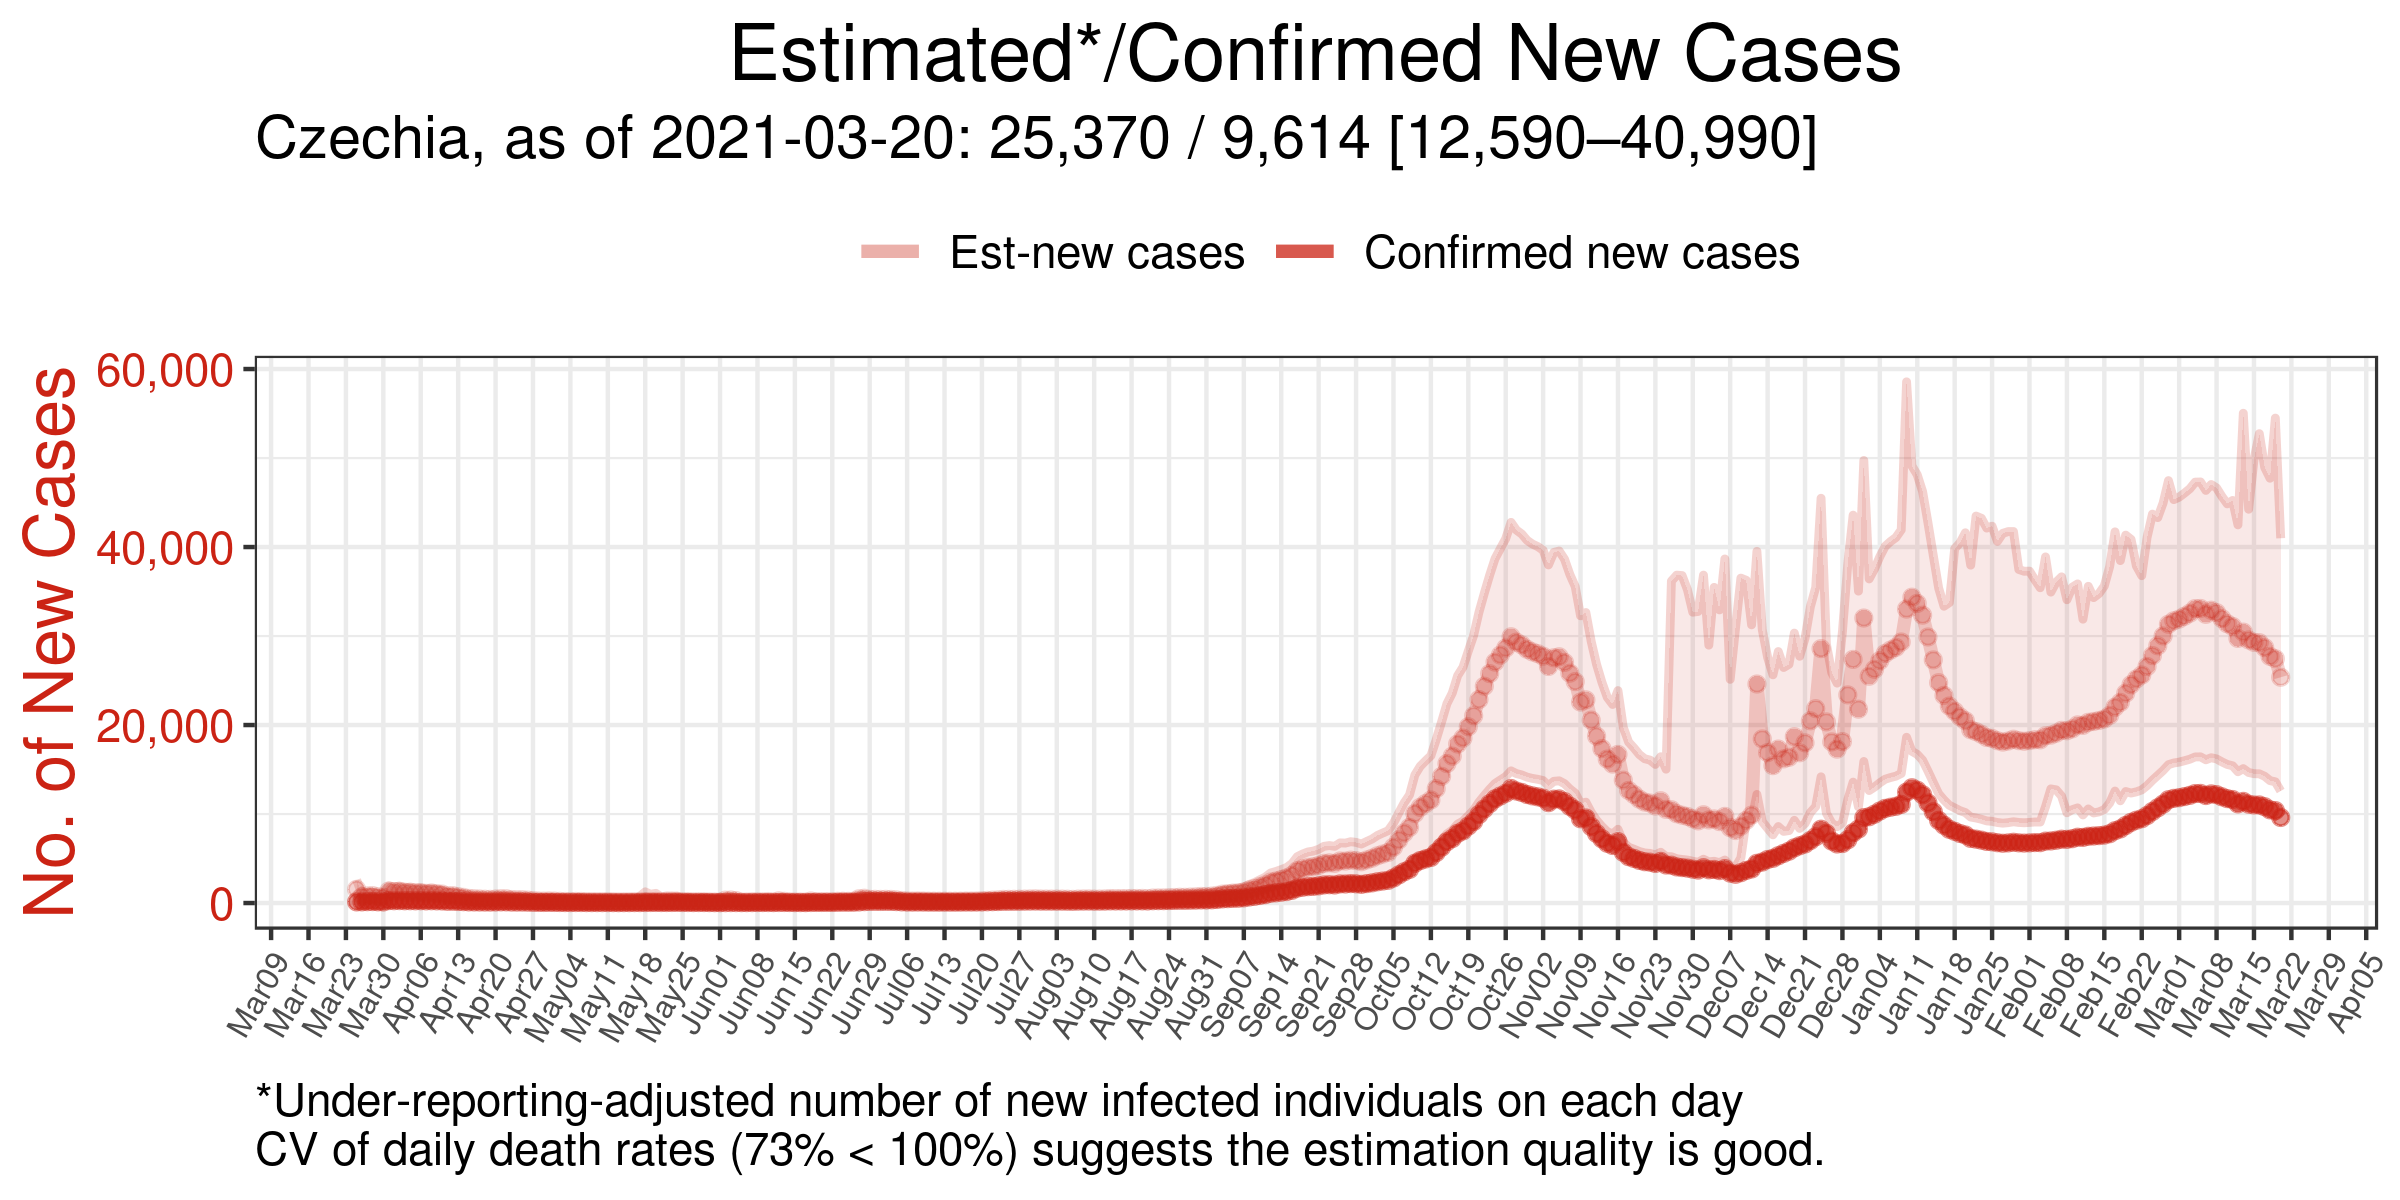 Estimated*/Confirmed New Cases
Czechia, as of 2021-03-20: 25,370 / 9,614 [12,590–40,990]
Est-new cases Confirmed new cases
No. of New Cases
60,000
40,000
20,000
0
Mar09 Mar16 Mar23 Mar30 Apr06 Apr13 Apr20 Apr27 May04 May11 May18 May25 Jun01 Jun08 Jun15 Jun22 Jun29 Jul06 Jul13 Jul20 Jul27 Aug03 Aug10 Aug17 Aug24 Aug31 Sep07 Sep14 Sep21 Sep28 Oct05 Oct12 Oct19 Oct26 Nov02 Nov09 Nov16 Nov23 Nov30 Dec07 Dec14 Dec21 Dec28 Jan04 Jan11 Jan18 Jan25 Feb01 Feb08 Feb15 Feb22 Mar01 Mar08 Mar15 Mar22 Mar29 Apr05
*Under-reporting-adjusted number of new infected individuals on each day
CV of daily death rates (73% < 100%) suggests the estimation quality is good.